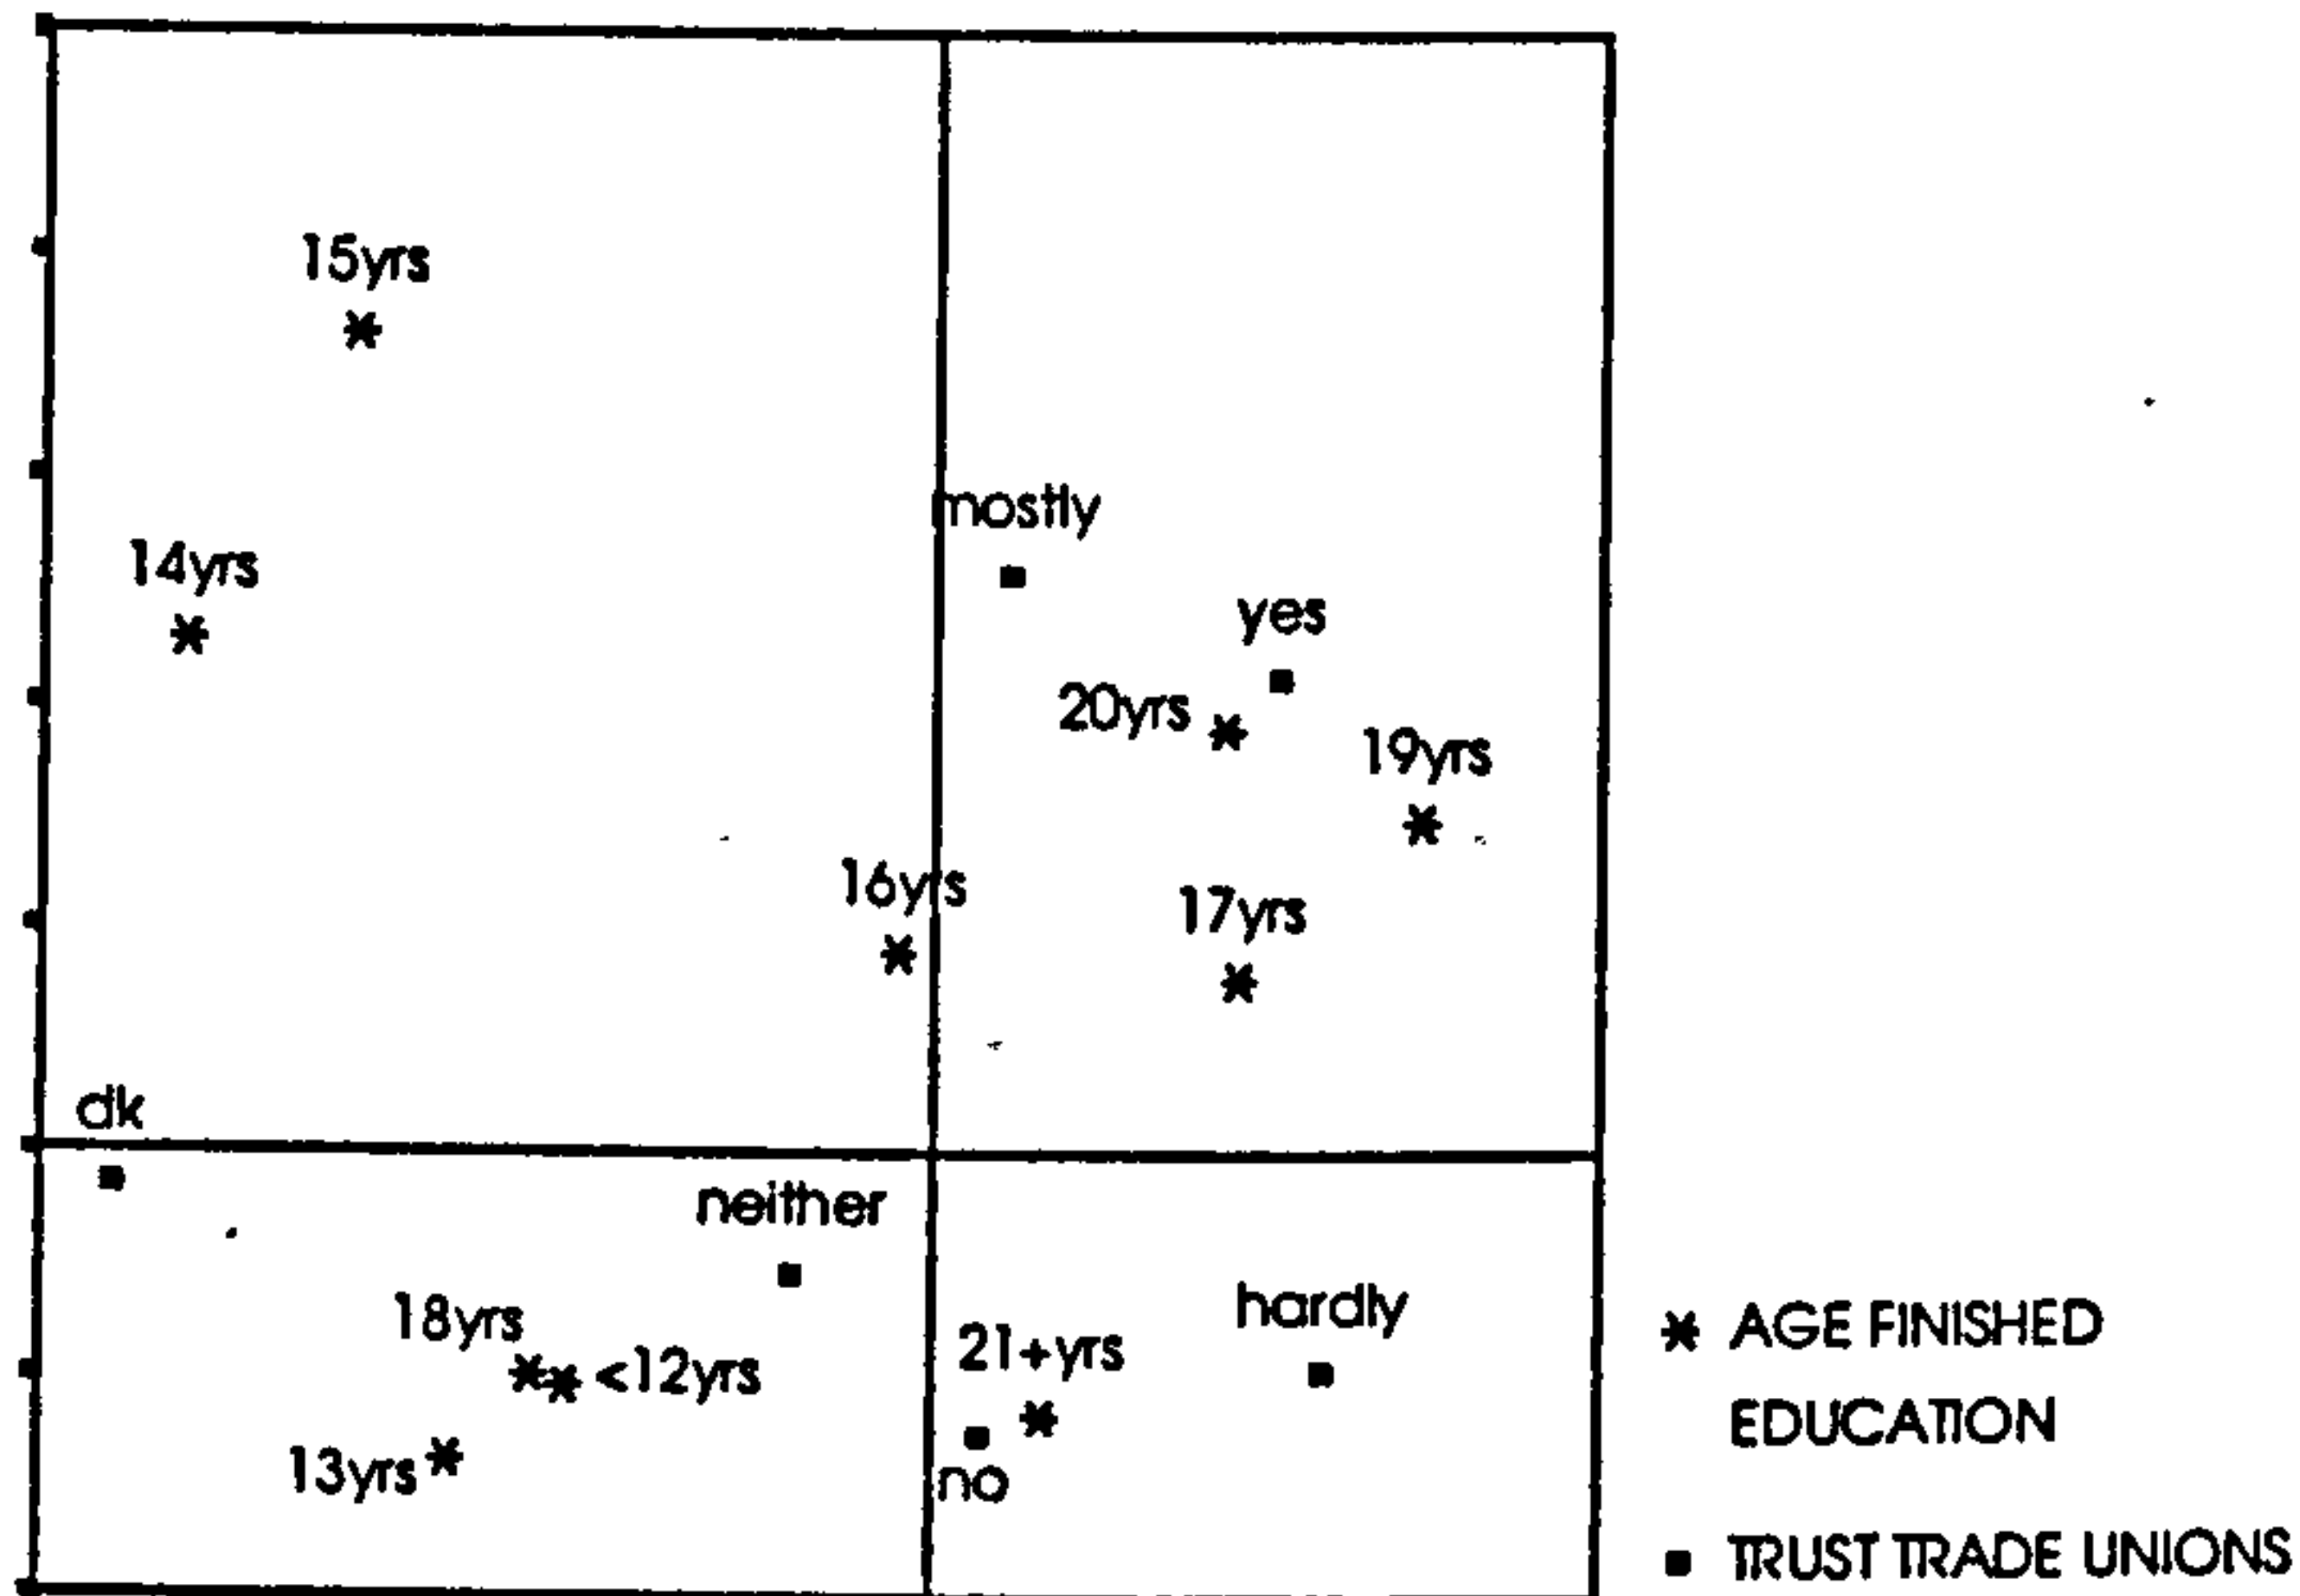 15yrs
mostly
14yrs
yes
20yrs
19yrs
16yrs
17yrs
dk
neither
hardly
18yrs
21+yrs
<12yrs
13yrs
no
AGE FINISHED
EDUCATION
TRUST TRADE UNIONS